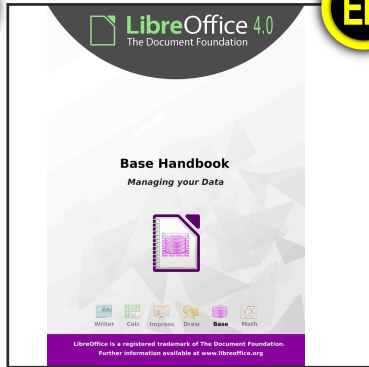 LibreOffice 4.0
The Document Foundation
Base Handbook
Managing your Data
Writer Calc Impress Draw Base Math
LibreOffice is a registered trademark of The Document Foundation.
Further information available at www.libreoffice.org